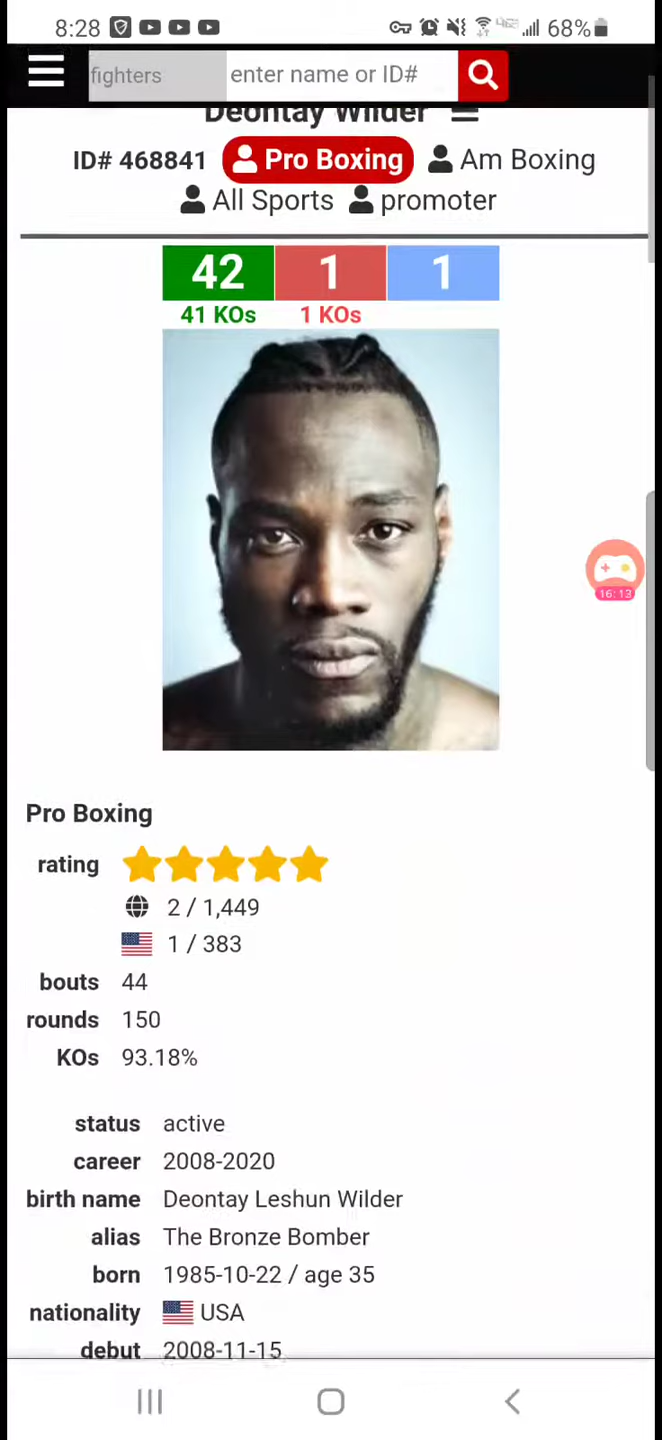 8:28 68%
fighters enter name or ID#
Deontay Wilder
ID# 468841 Pro Boxing Am Boxing
All Sports promoter
42 1 1
41 KOs 1 KOs
16:13
Pro Boxing
rating
2 / 1,449
1 / 383
bouts 44
rounds 150
KOs 93.18%
status active
career 2008-2020
birth name Deontay Leshun Wilder
alias The Bronze Bomber
born 1985-10-22 / age 35
nationality USA
debut 2008-11-15